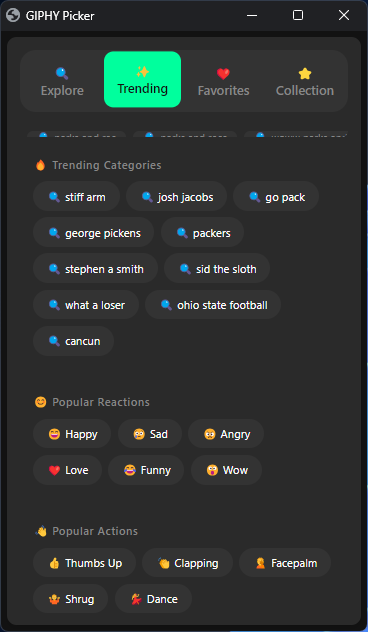 GIPHY Picker
Explore
Trending
Favorites
Collection
Trending Categories
stiff arm
josh jacobs
go pack
george pickens
packers
stephen a smith
sid the sloth
what a loser
ohio state football
cancun
Popular Reactions
Happy
Sad
Angry
Love
Funny
Wow
Popular Actions
Thumbs Up
Clapping
Facepalm
Shrug
Dance